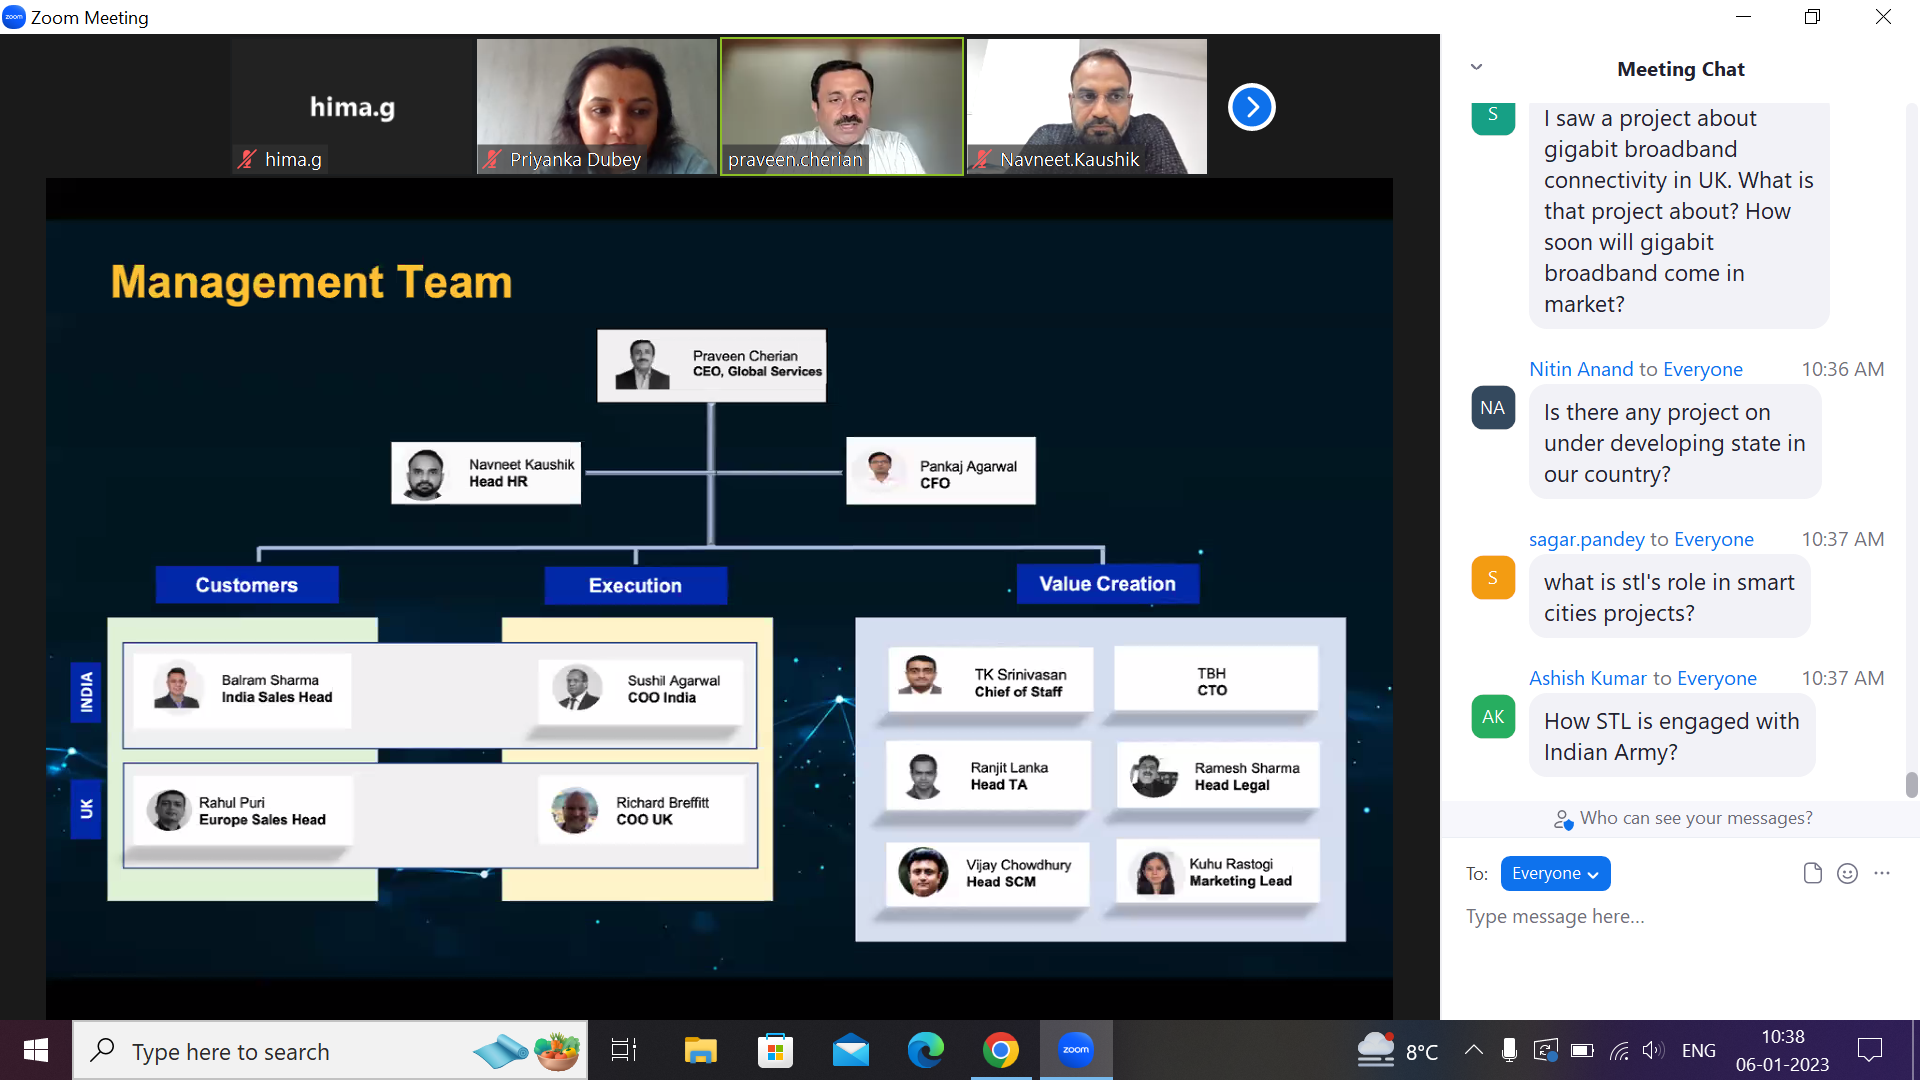 zoom
Zoom Meeting
hima.g
hima.g
Priyanka Dubey
praveen.cherian
Navneet.Kaushik
Management Team
Praveen Cherian
CEO, Global Services
Navneet Kaushik
Head HR
Pankaj Agarwal
CFO
Customers
Execution
Value Creation
INDIA
Balram Sharma
India Sales Head
Sushil Agarwal
COO India
UK
Rahul Puri
Europe Sales Head
Richard Breffitt
COO UK
TK Srinivasan
Chief of Staff
TBH
CTO
Ranjit Lanka
Head TA
Ramesh Sharma
Head Legal
Vijay Chowdhury
Head SCM
Kuhu Rastogi
Marketing Lead
Meeting Chat
S
I saw a project about
gigabit broadband
connectivity in UK. What is
that project about? How
soon will gigabit
broadband come in
market?
Nitin Anand to Everyone 10:36 AM
NA
Is there any project on
under developing state in
our country?
sagar.pandey to Everyone 10:37 AM
S
what is stl's role in smart
cities projects?
Ashish Kumar to Everyone 10:37 AM
AK
How STL is engaged with
Indian Army?
Who can see your messages?
To: Everyone
Type message here...
Type here to search
zoom
8°C
ENG
10:38
06-01-2023